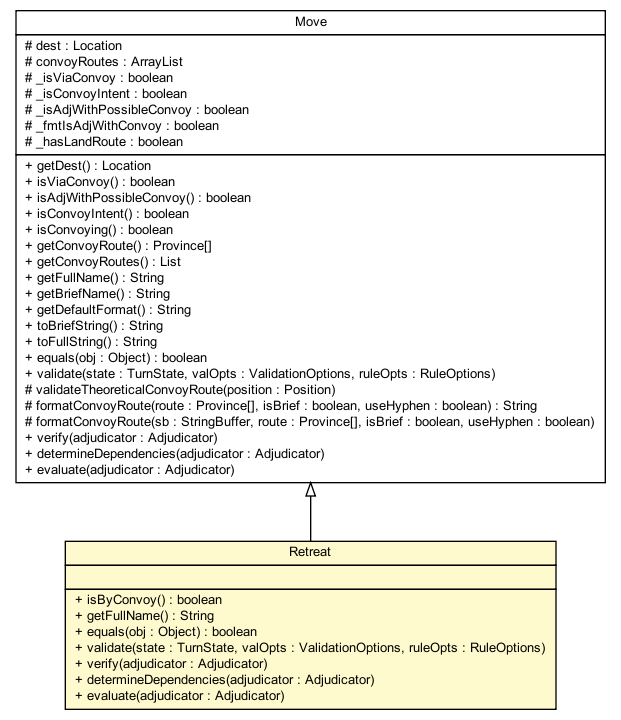 Move
# dest : Location
# convoyRoutes : ArrayList
# _isViaConvoy : boolean
# _isConvoyIntent : boolean
# _isAdjWithPossibleConvoy : boolean
# _fmtIsAdjWithConvoy : boolean
# _hasLandRoute : boolean
+ getDest() : Location
+ isViaConvoy() : boolean
+ isAdjWithPossibleConvoy() : boolean
+ isConvoyIntent() : boolean
+ isConvoying() : boolean
+ getConvoyRoute() : Province[]
+ getConvoyRoutes() : List
+ getFullName() : String
+ getBriefName() : String
+ getDefaultFormat() : String
+ toBriefString() : String
+ toFullString() : String
+ equals(obj : Object) : boolean
+ validate(state : TurnState, valOpts : ValidationOptions, ruleOpts : RuleOptions)
# validateTheoreticalConvoyRoute(position : Position)
# formatConvoyRoute(route : Province[], isBrief : boolean, useHyphen : boolean) : String
# formatConvoyRoute(sb : StringBuffer, route : Province[], isBrief : boolean, useHyphen : boolean)
+ verify(adjudicator : Adjudicator)
+ determineDependencies(adjudicator : Adjudicator)
+ evaluate(adjudicator : Adjudicator)
Retreat
+ isByConvoy() : boolean
+ getFullName() : String
+ equals(obj : Object) : boolean
+ validate(state : TurnState, valOpts : ValidationOptions, ruleOpts : RuleOptions)
+ verify(adjudicator : Adjudicator)
+ determineDependencies(adjudicator : Adjudicator)
+ evaluate(adjudicator : Adjudicator)